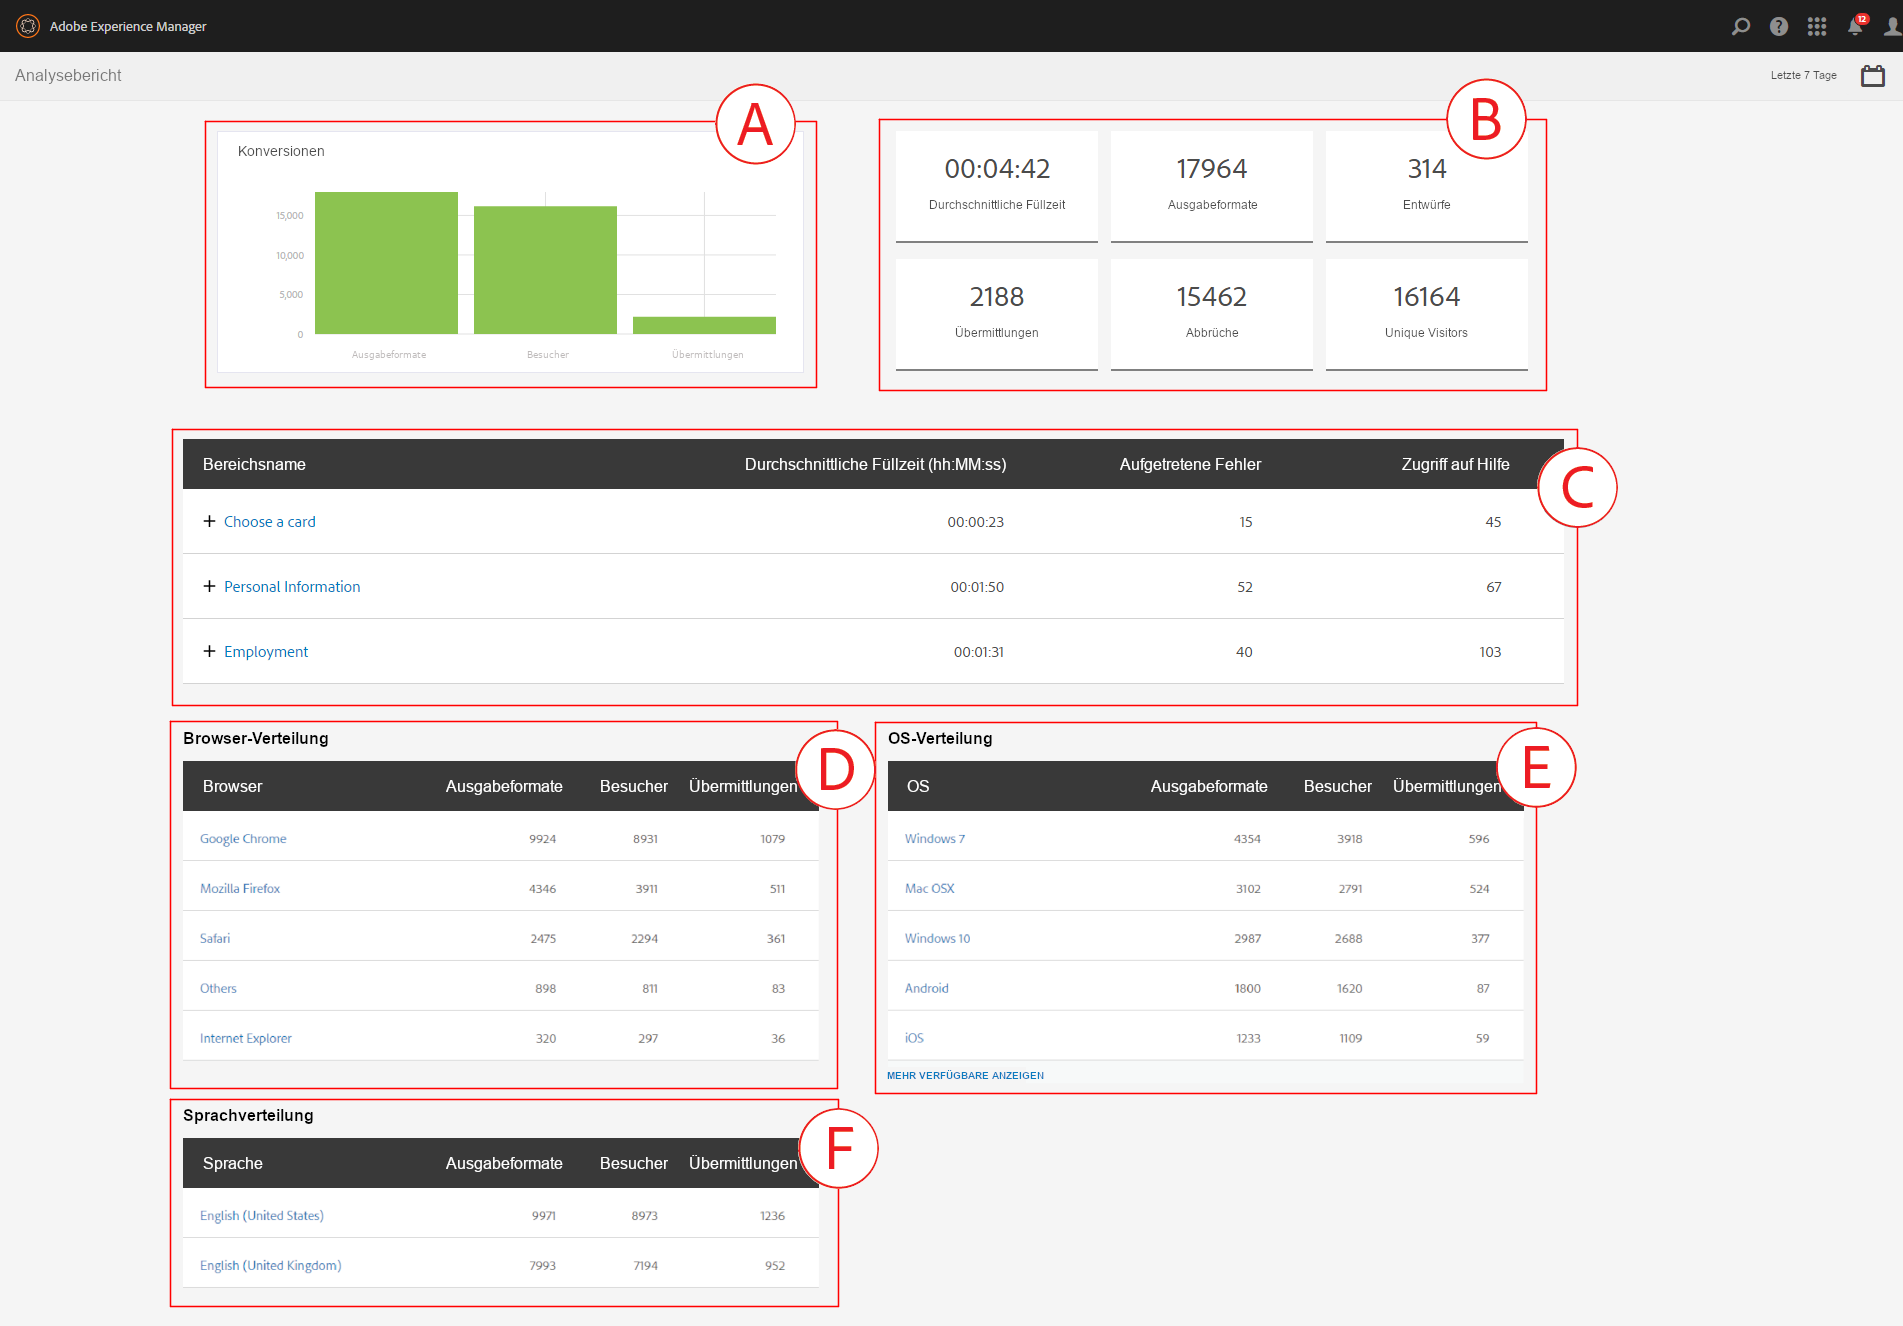 Adobe Experience Manager
12
Analysebericht
Letzte 7 Tage
A
Konversionen
15,000
10,000
5,000
0
Ausgabeformate Besucher Übermittlungen
B
00:04:42 17964 314
Durchschnittliche Füllzeit Ausgabeformate Entwürfe
2188 15462 16164
Übermittlungen Abbrüche Unique Visitors
C
Bereichsname Durchschnittliche Füllzeit (hh:MM:ss) Aufgetretene Fehler Zugriff auf Hilfe
+ Choose a card 00:00:23 15 45
+ Personal Information 00:01:50 52 67
+ Employment 00:01:31 40 103
D
Browser-Verteilung
Browser Ausgabeformate Besucher Übermittlungen
Google Chrome 9924 8931 1079
Mozilla Firefox 4346 3911 511
Safari 2475 2294 361
Others 898 811 83
Internet Explorer 320 297 36
E
OS-Verteilung
OS Ausgabeformate Besucher Übermittlungen
Windows 7 4354 3918 596
Mac OSX 3102 2791 524
Windows 10 2987 2688 377
Android 1800 1620 87
iOS 1233 1109 59
MEHR VERFÜGBARE ANZEIGEN
F
Sprachverteilung
Sprache Ausgabeformate Besucher Übermittlungen
English (United States) 9971 8973 1236
English (United Kingdom) 7993 7194 952